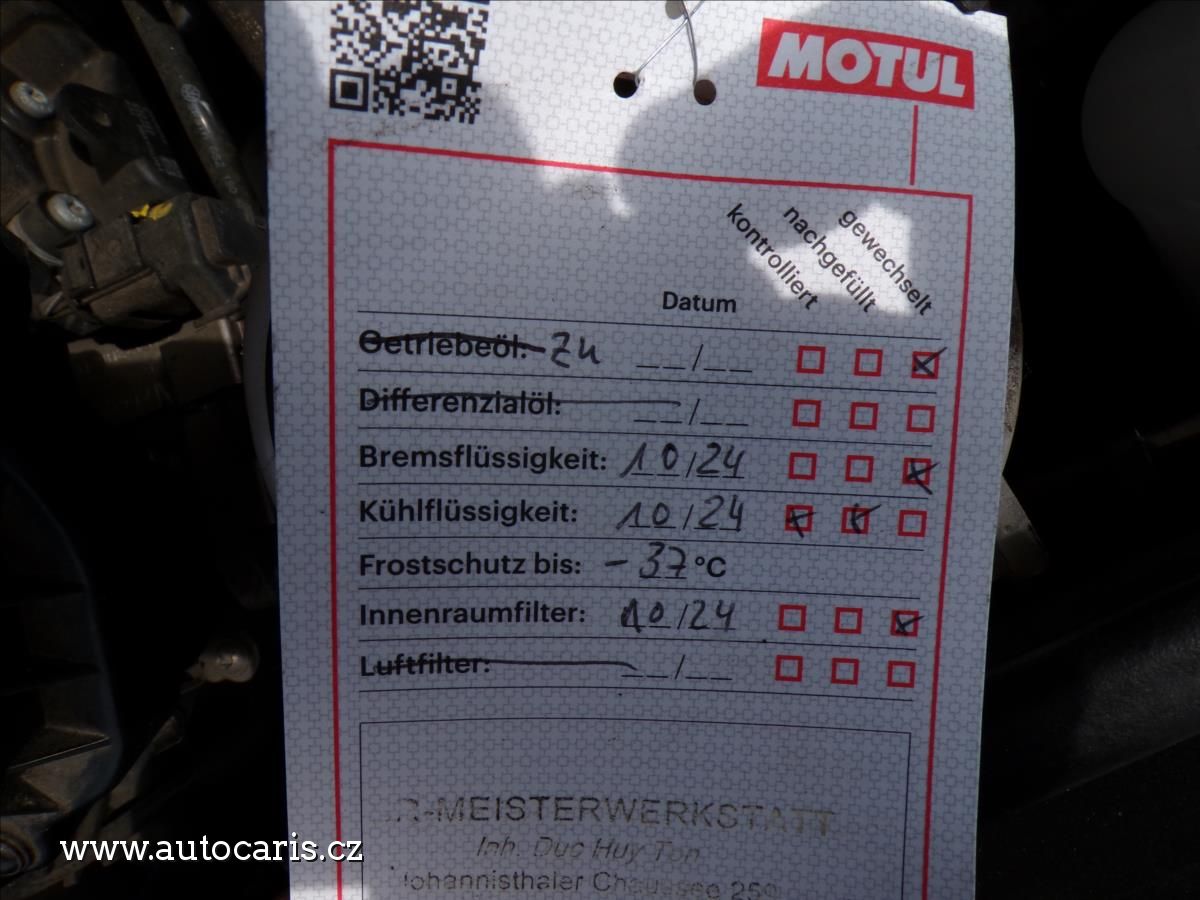 MOTUL
kontrolliert nachgefüllt gewechselt
Datum
Getriebeöl: ZU __/__
Differenzialöl: __/__
Bremsflüssigkeit: 10/24
Kühlflüssigkeit: 10/24
Frostschutz bis: -37 °C
Innenraumfilter: 10/24
Luftfilter: __/__
-MEISTERWERKSTATT
Inh. Duc Huy Ton
Johannisthaler Chaussee
www.autocaris.cz